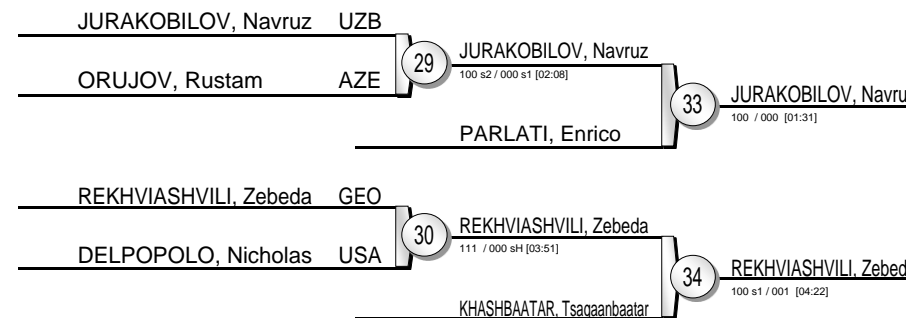 JURAKOBILOV, Navruz UZB
ORUJOV, Rustam AZE
29
JURAKOBILOV, Navruz
100 s2 / 000 s1 [02:08]
PARLATI, Enrico
33
JURAKOBILOV, Navru
100 / 000 [01:31]
REKHVIASHVILI, Zebeda GEO
DELPOPOLO, Nicholas USA
30
REKHVIASHVILI, Zebeda
111 / 000 sH [03:51]
KHASHBAATAR, Tsagaanbaatar
34
REKHVIASHVILI, Zebed
100 s1 / 001 [04:22]